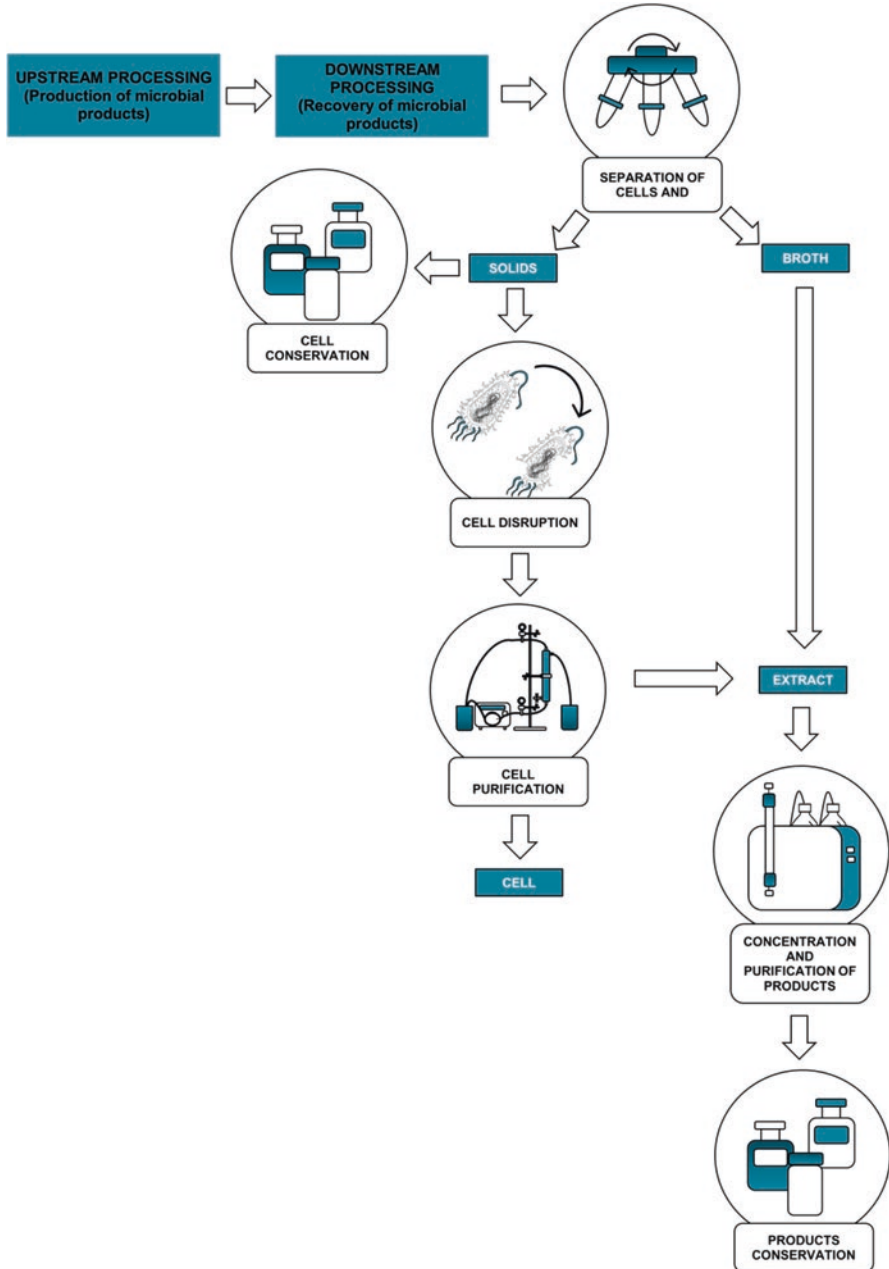 UPSTREAM PROCESSING
(Production of microbial
products)
DOWNSTREAM
PROCESSING
(Recovery of microbial
products)
SEPARATION OF
CELLS AND
SOLIDS
BROTH
CELL
CONSERVATION
CELL DISRUPTION
CELL
PURIFICATION
EXTRACT
CELL
CONCENTRATION
AND
PURIFICATION OF
PRODUCTS
PRODUCTS
CONSERVATION